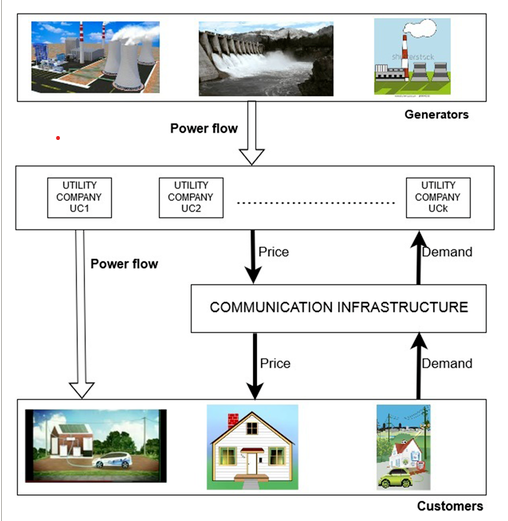 shutterstock
Generators
Power flow
UTILITY
COMPANY
UC1
UTILITY
COMPANY
UC2
UTILITY
COMPANY
UCk
Power flow
Price
Demand
COMMUNICATION INFRASTRUCTURE
Price
Demand
Customers